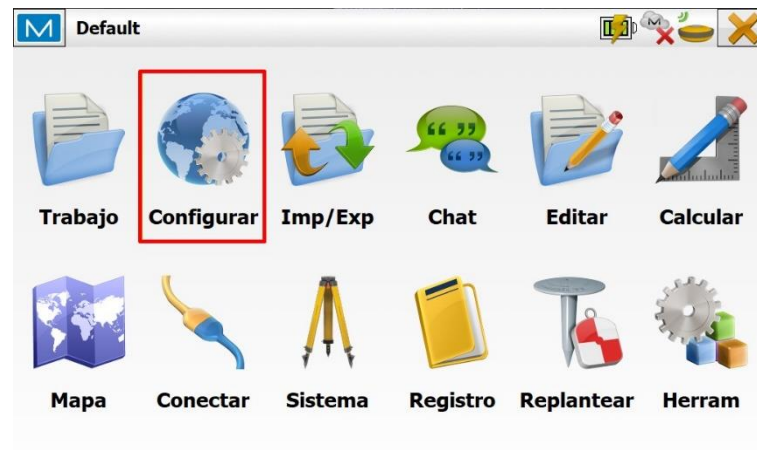 Default
Trabajo Configurar Imp/Exp Chat Editar Calcular
Mapa Conectar Sistema Registro Replantear Herram